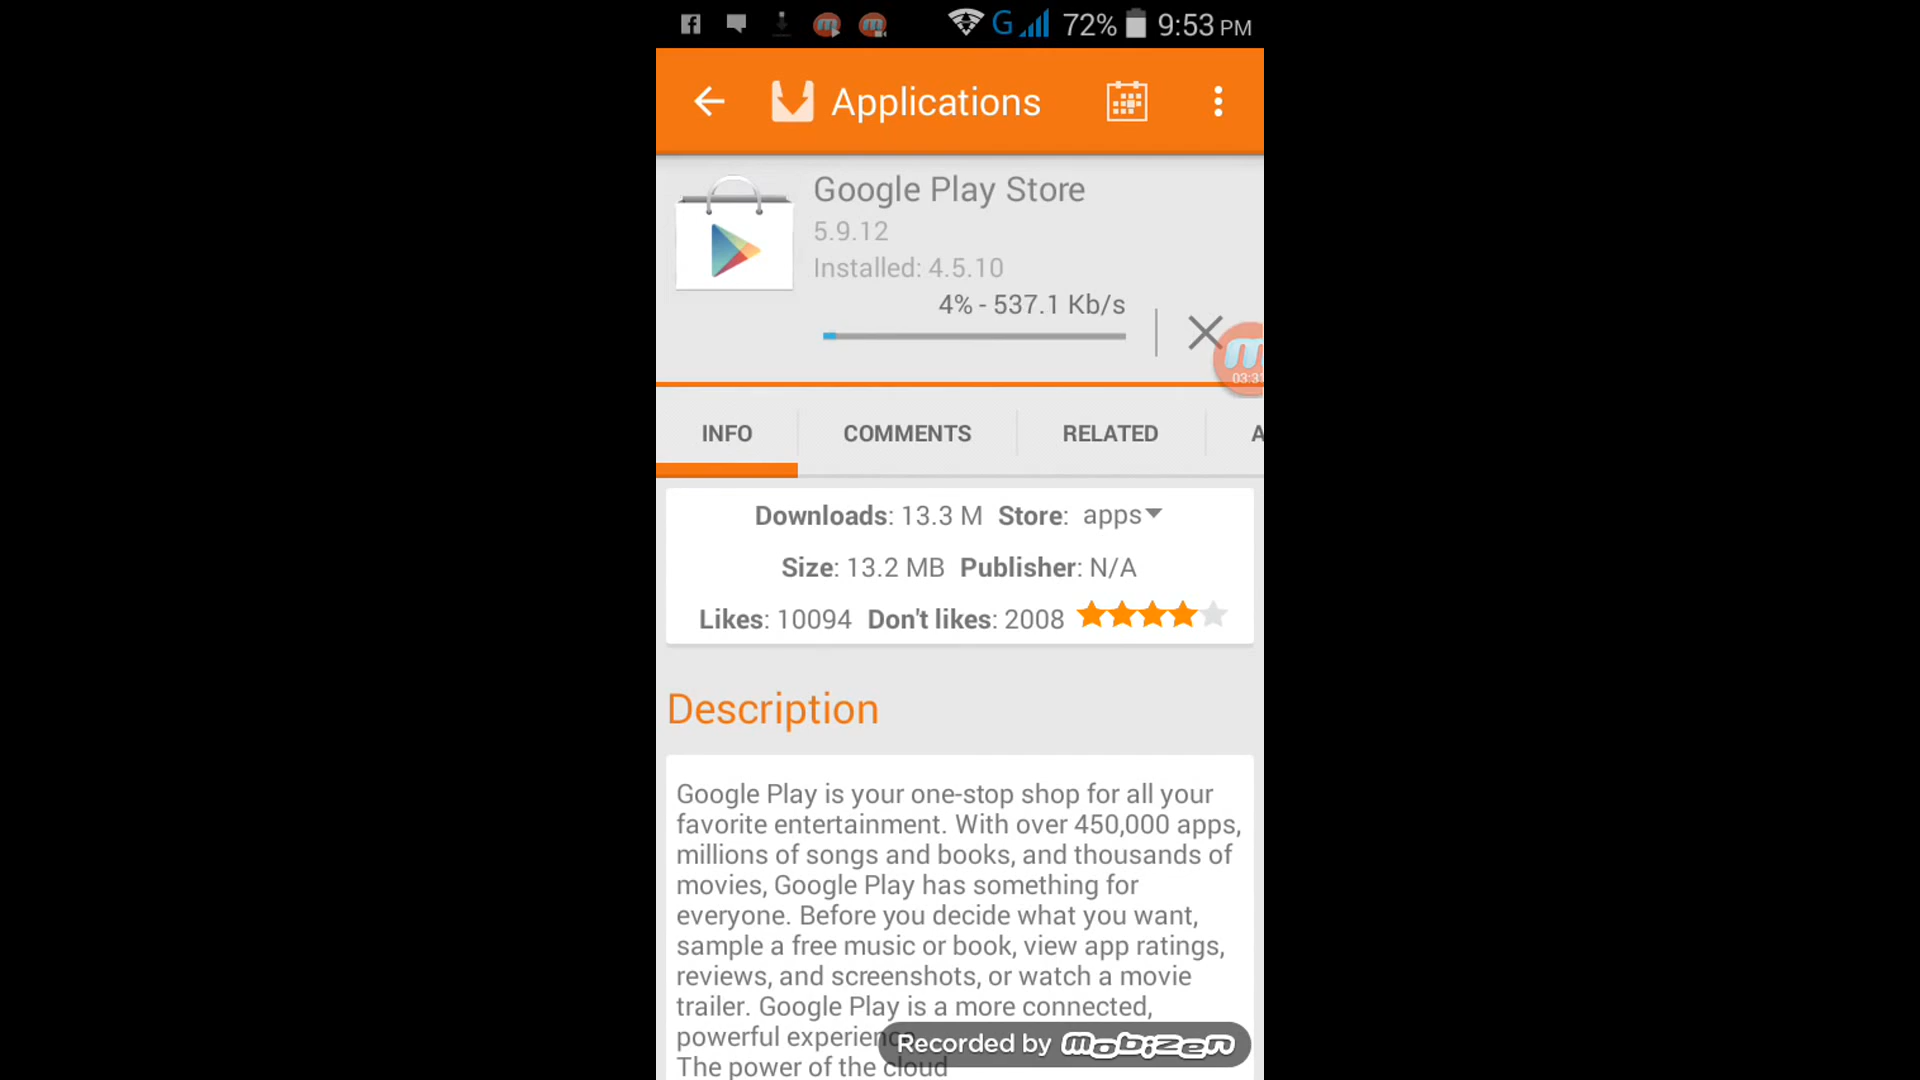 G 72% 9:53 PM
Applications
Google Play Store
5.9.12
Installed: 4.5.10
4% - 537.1 Kb/s
03:3
INFO COMMENTS RELATED A
Downloads: 13.3 M Store: apps
Size: 13.2 MB Publisher: N/A
Likes: 10094 Don't likes: 2008
Description
Google Play is your one-stop shop for all your
favorite entertainment. With over 450,000 apps,
millions of songs and books, and thousands of
movies, Google Play has something for
everyone. Before you decide what you want,
sample a free music or book, view app ratings,
reviews, and screenshots, or watch a movie
trailer. Google Play is a more connected,
powerful experience
Recorded by mobizen
The power of the cloud